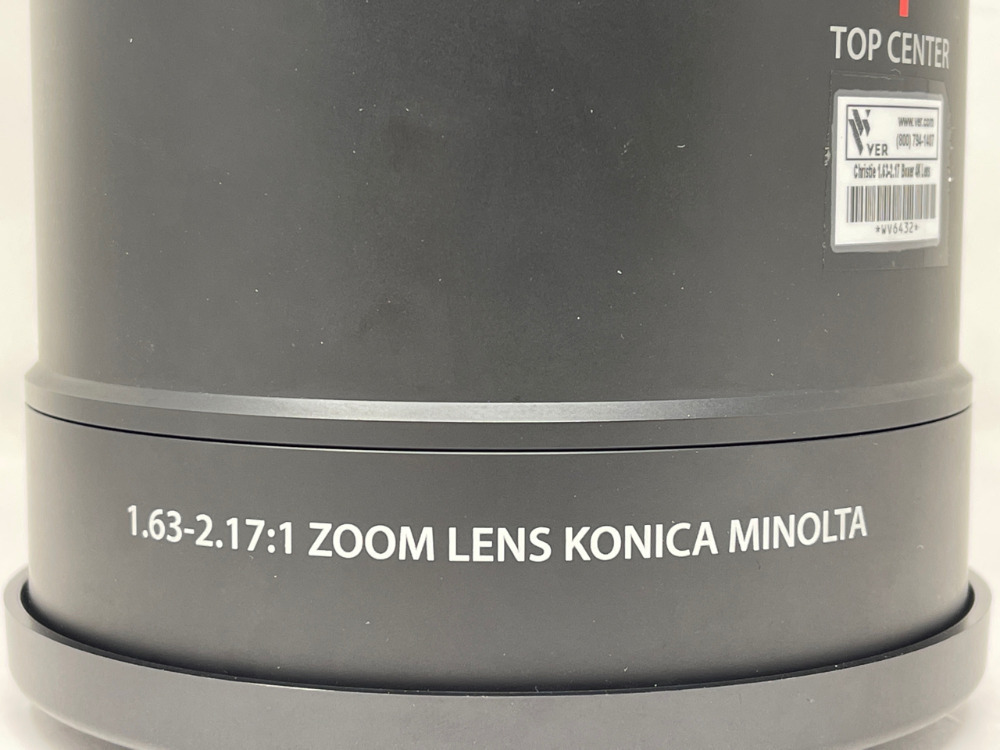 TOP CENTER
VER
www.ver.com
(800) 794-1407
Christie 1.63-2.17 Boxer 4K Lens
*WV6432*
1.63-2.17:1 ZOOM LENS KONICA MINOLTA